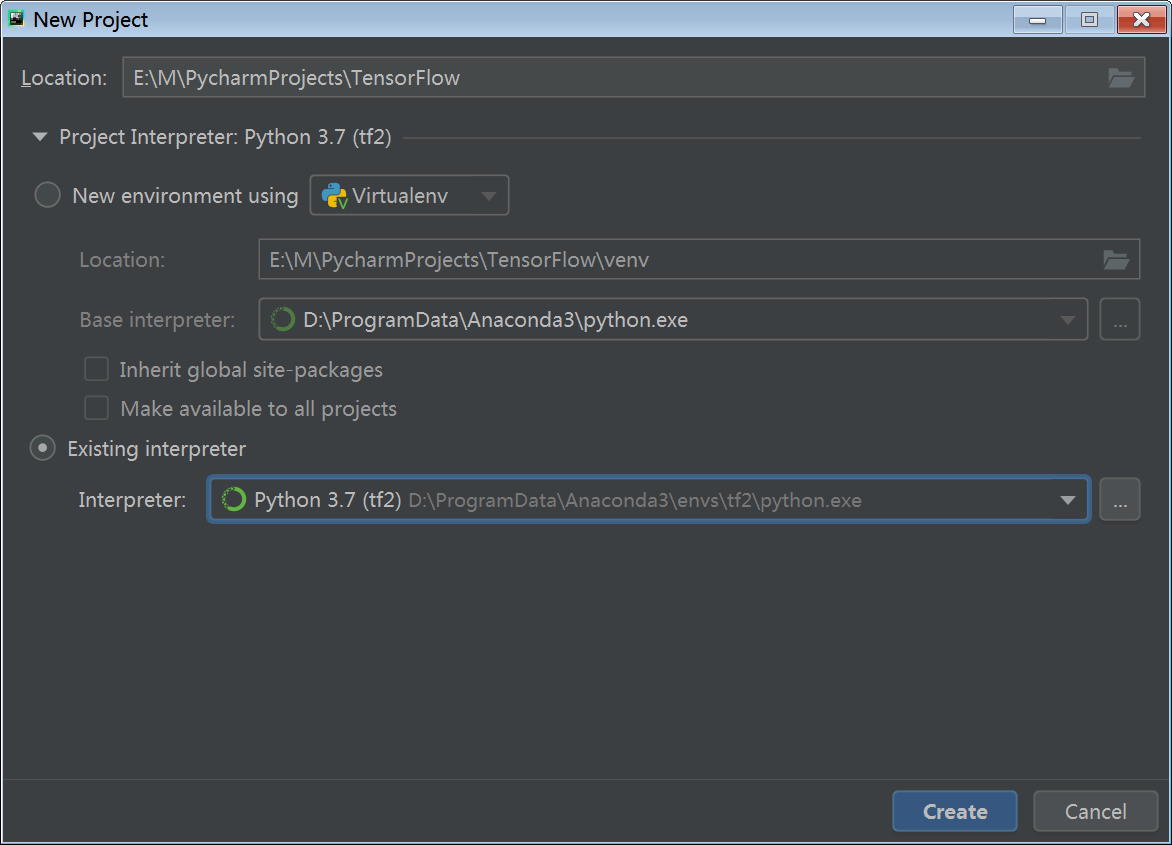 New Project
Location: E:\M\PycharmProjects\TensorFlow
Project Interpreter: Python 3.7 (tf2)
New environment using Virtualenv
Location: E:\M\PycharmProjects\TensorFlow\venv
Base interpreter: D:\ProgramData\Anaconda3\python.exe ...
Inherit global site-packages
Make available to all projects
Existing interpreter
Interpreter: Python 3.7 (tf2) D:\ProgramData\Anaconda3\envs\tf2\python.exe ...
Create Cancel